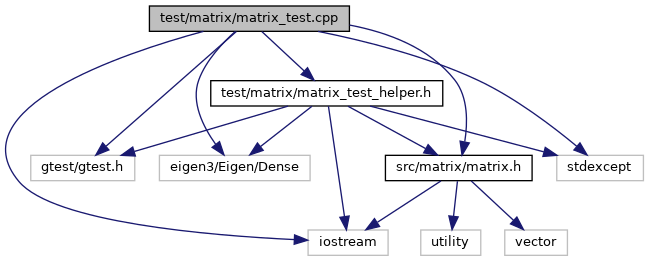 test/matrix/matrix_test.cpp
test/matrix/matrix_test_helper.h
gtest/gtest.h
eigen3/Eigen/Dense
src/matrix/matrix.h
stdexcept
iostream
utility
vector